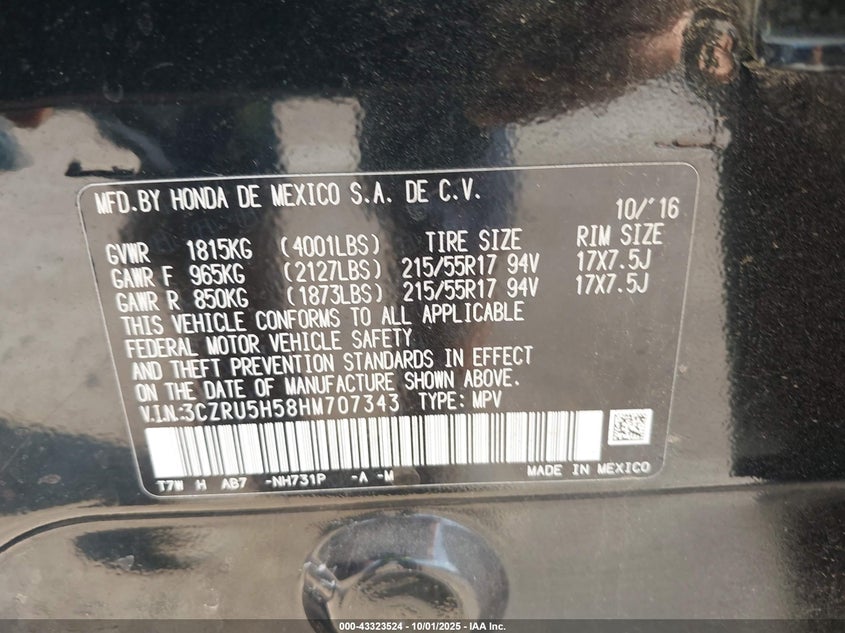 MFD.BY HONDA DE MEXICO S.A. DE C.V.
10/'16
GVWR 1815KG (4001LBS) TIRE SIZE RIM SIZE
GAWR F 965KG (2127LBS) 215/55R17 94V 17X7.5J
GAWR R 850KG (1873LBS) 215/55R17 94V 17X7.5J
THIS VEHICLE CONFORMS TO ALL APPLICABLE
FEDERAL MOTOR VEHICLE SAFETY
AND THEFT PREVENTION STANDARDS IN EFFECT
ON THE DATE OF MANUFACTURE SHOWN ABOVE.
V.I.N.:3CZRU5H58HM707343 TYPE: MPV
T7W H AB7 -NH731P -A -M MADE IN MEXICO
000-43323524 - 10/01/2025 - IAA Inc.